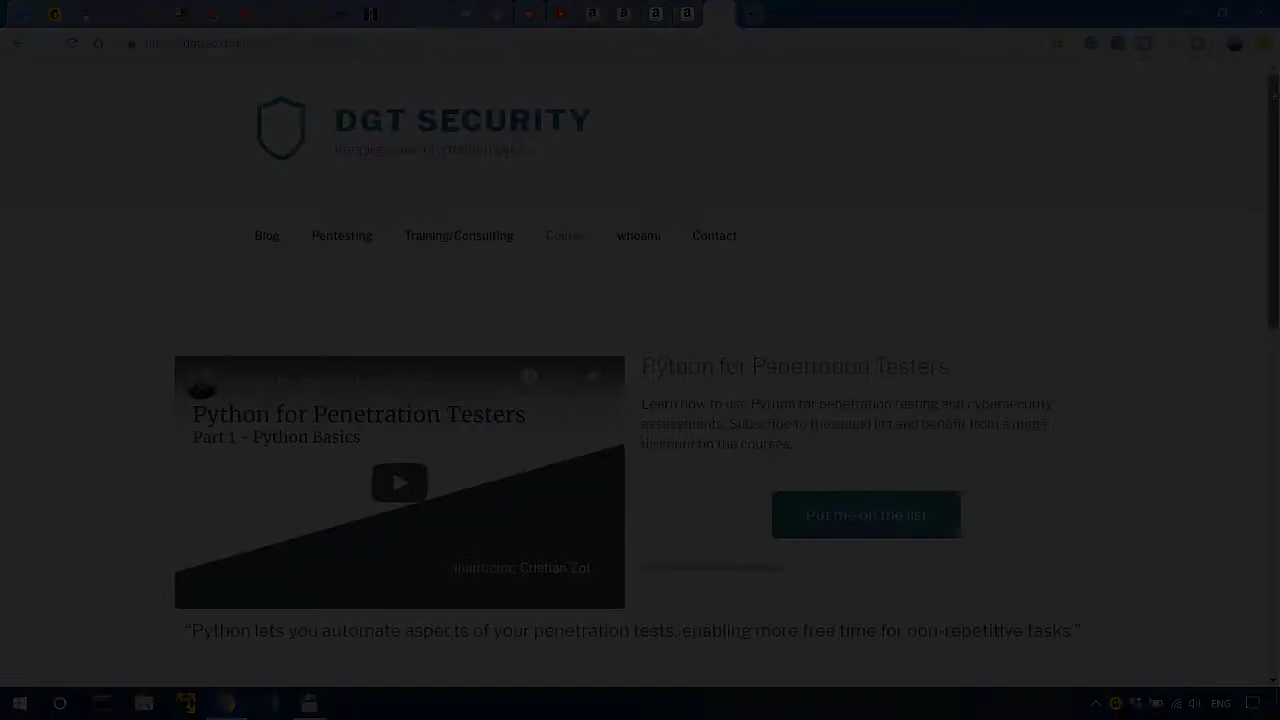 DGT SECURITY
Blog
Pentesting
Training/Consulting
Course
whoami
Contact
Python for Penetration Testers
Part 1 - Python Basics
Instructor: Cristian Zot
Python for Penetration Testers
Learn how to use Python for penetration testing and cybersecurity
assessments. Subscribe to the
list and benefit from a
discount on the courses.
Put me on the list
“Python lets you automate aspects of your penetration tests, enabling more free time for non-repetitive tasks.”
ENG